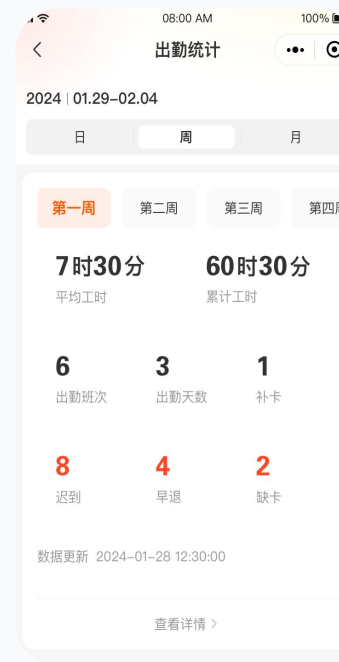 08:00 AM 100%
出勤统计
2024 | 01.29-02.04
日 周 月
第一周 第二周 第三周 第四周
7时30分 60时30分
平均工时 累计工时
6 3 1
出勤班次 出勤天数 补卡
8 4 2
迟到 早退 缺卡
数据更新 2024-01-28 12:30:00
查看详情 >